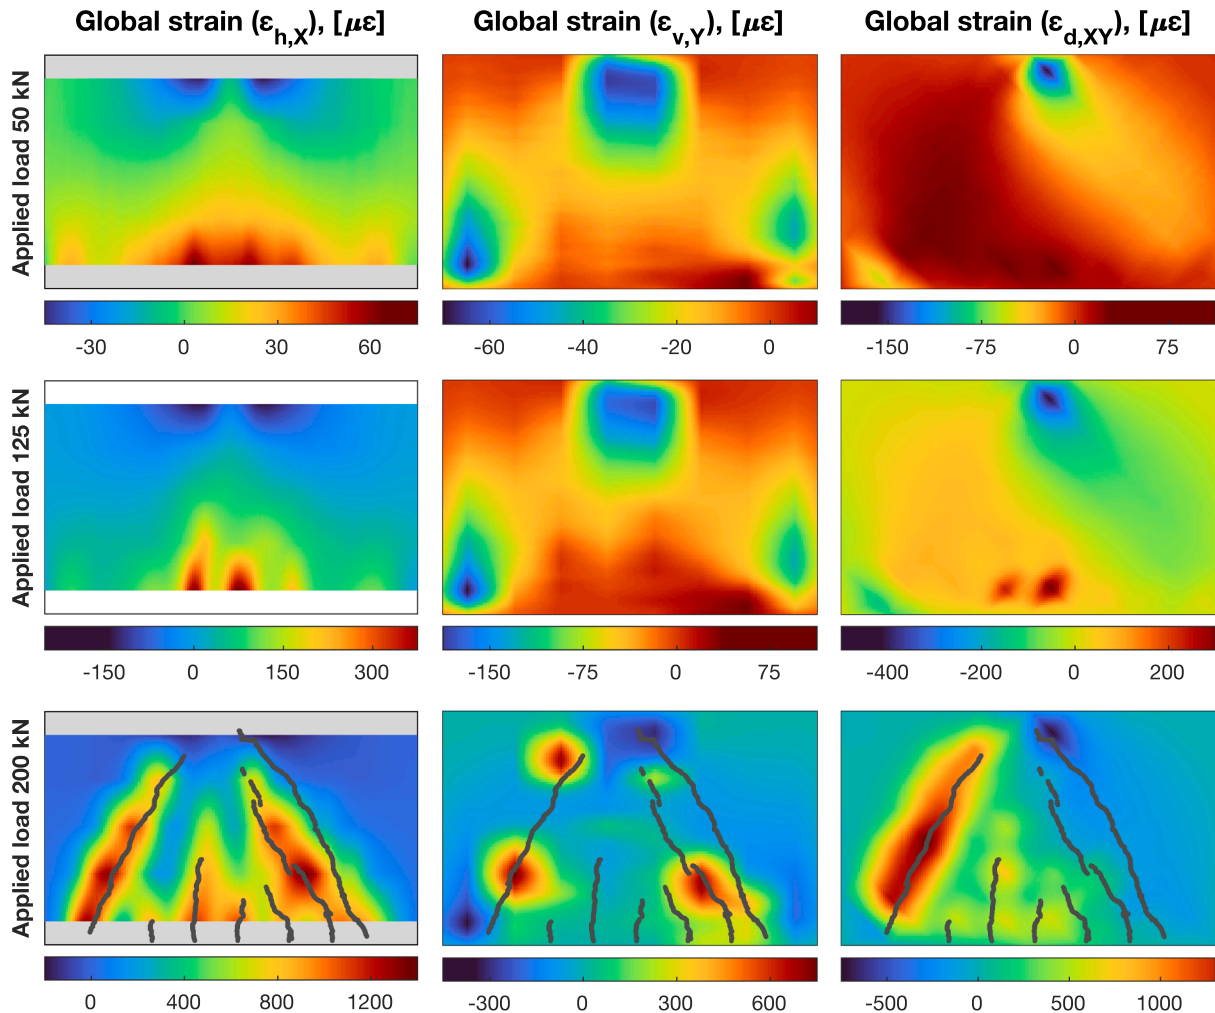 Global strain (ε_h,X), [με]
Global strain (ε_v,Y), [με]
Global strain (ε_d,XY), [με]
Applied load 50 kN
-30 0 30 60
-60 -40 -20 0
-150 -75 0 75
Applied load 125 kN
-150 0 150 300
-150 -75 0 75
-400 -200 0 200
Applied load 200 kN
0 400 800 1200
-300 0 300 600
-500 0 500 1000